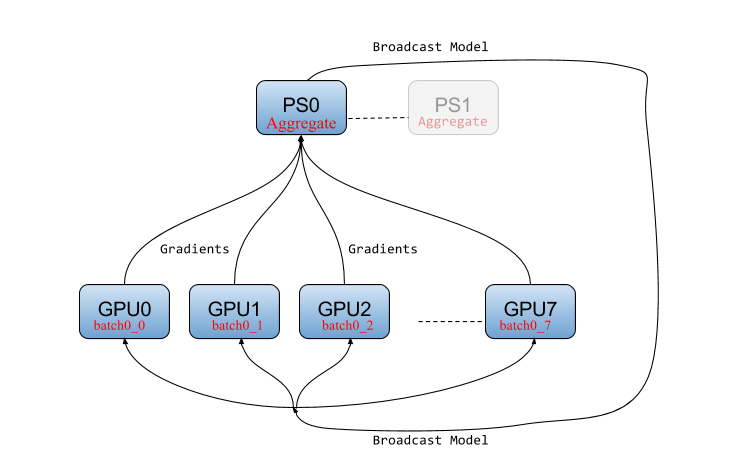 Broadcast Model
PS0
Aggregate
PS1
Aggregate
Gradients
Gradients
GPU0
batch0_0
GPU1
batch0_1
GPU2
batch0_2
GPU7
batch0_7
Broadcast Model